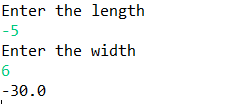 Enter the length
-5
Enter the width
6
-30.0